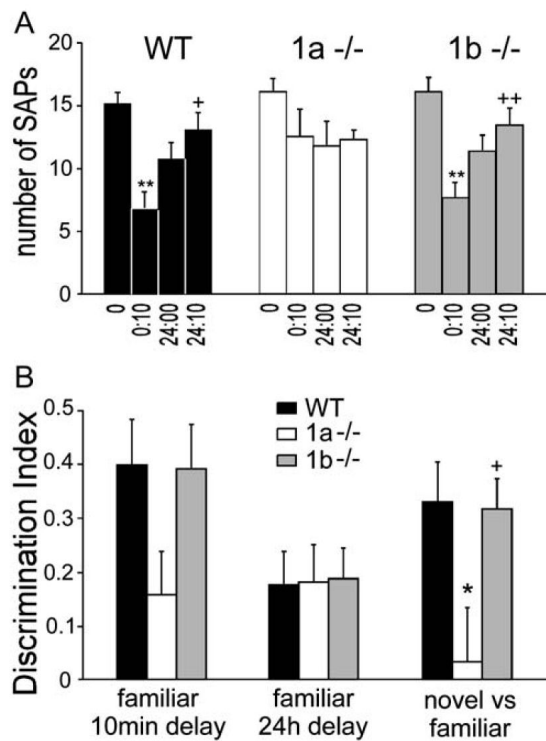 A
WT
1a -/-
1b -/-
number of SAPs
20
15
10
5
0
**
+
**
++
0
0:10
24:00
24:10
0
0:10
24:00
24:10
0
0:10
24:00
24:10
B
Discrimination Index
0.5
0.4
0.3
0.2
0.1
0
WT
1a-/-
1b-/-
*
+
familiar
10min delay
familiar
24h delay
novel vs
familiar